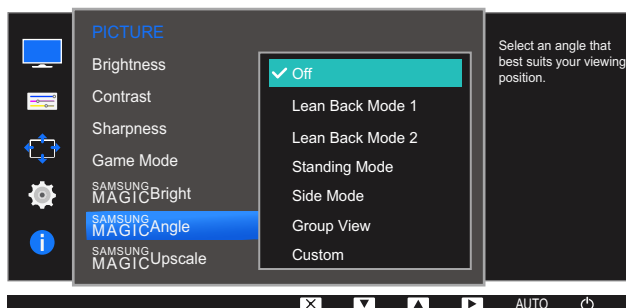 PICTURE
Brightness
Contrast
Sharpness
Game Mode
SAMSUNG
MAGICBright
SAMSUNG
MAGICAngle
SAMSUNG
MAGICUpscale
Off
Lean Back Mode 1
Lean Back Mode 2
Standing Mode
Side Mode
Group View
Custom
Select an angle that
best suits your viewing
position.
AUTO